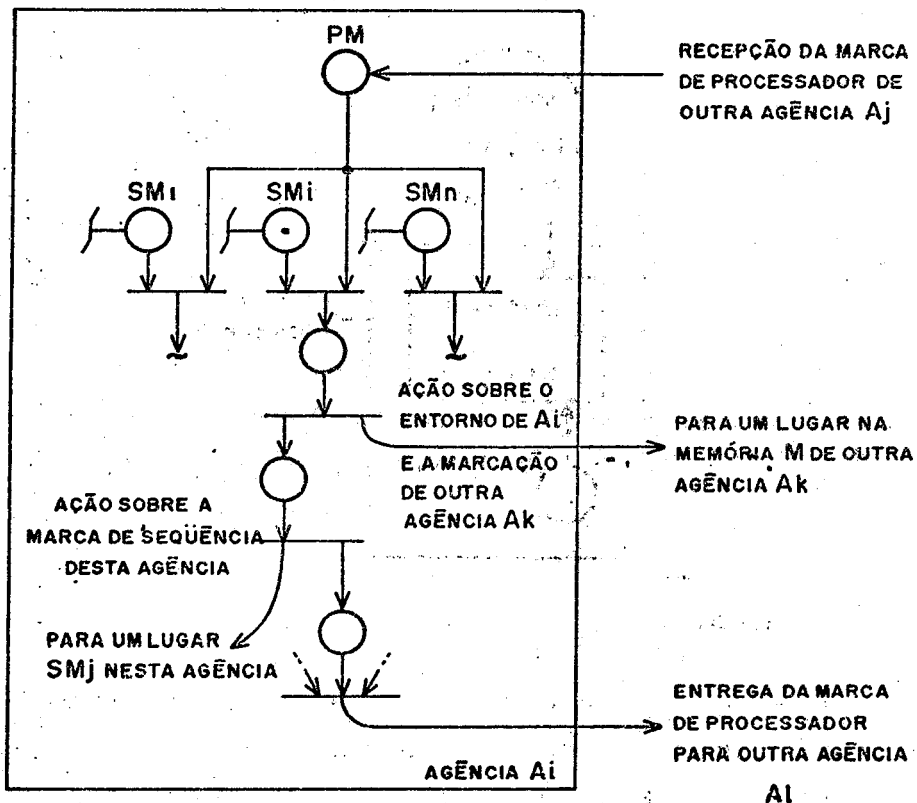 PM
RECEPÇÃO DA MARCA
DE PROCESSADOR DE
OUTRA AGÊNCIA Aj
SM1
SMi
SMn
AÇÃO SOBRE O
ENTORNO DE Ai
E A MARCAÇÃO
DE OUTRA
AGÊNCIA Ak
PARA UM LUGAR NA
MEMÓRIA M DE OUTRA
AGÊNCIA Ak
AÇÃO SOBRE A
MARCA DE SEQÜÊNCIA
DESTA AGÊNCIA
PARA UM LUGAR
SMj NESTA AGÊNCIA
ENTREGA DA MARCA
DE PROCESSADOR
PARA OUTRA AGÊNCIA
Al
AGÊNCIA Ai